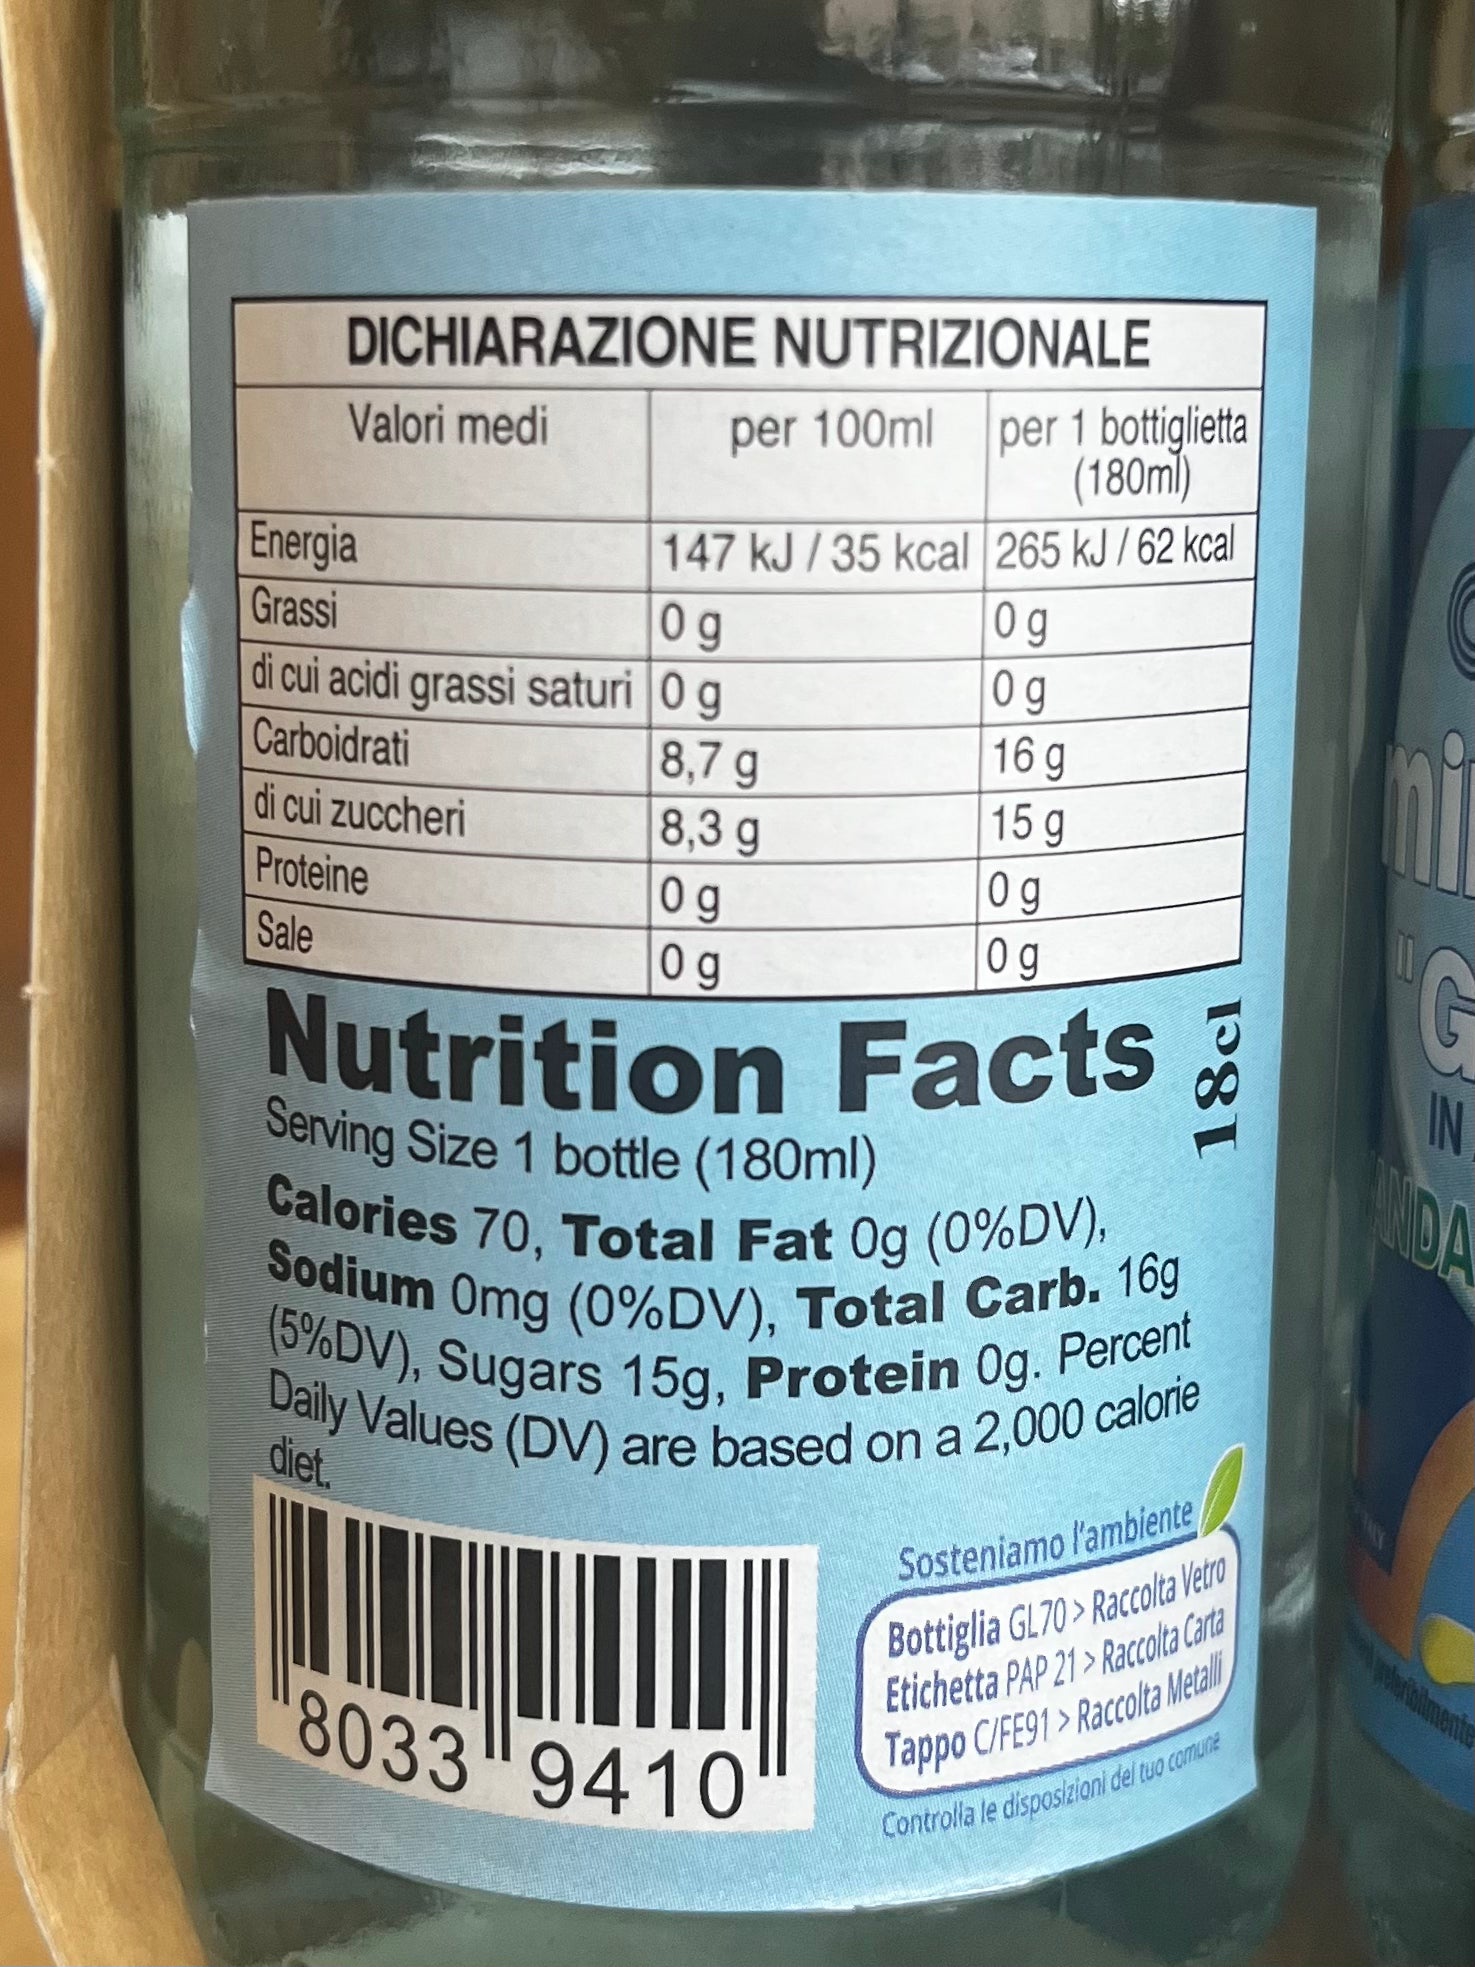 DICHIARAZIONE NUTRIZIONALE
Valori medi per 100ml per 1 bottiglietta (180ml)
Energia 147 kJ / 35 kcal 265 kJ / 62 kcal
Grassi 0 g 0 g
di cui acidi grassi saturi 0 g 0 g
Carboidrati 8,7 g 16 g
di cui zuccheri 8,3 g 15 g
Proteine 0 g 0 g
Sale 0 g 0 g
Nutrition Facts
18cl
Serving Size 1 bottle (180ml)
Calories 70, Total Fat 0g (0%DV),
Sodium 0mg (0%DV), Total Carb. 16g
(5%DV), Sugars 15g, Protein 0g. Percent
Daily Values (DV) are based on a 2,000 calorie
diet.
8033 9410
Sosteniamo l'ambiente
Bottiglia GL70 > Raccolta Vetro
Etichetta PAP 21 > Raccolta Carta
Tappo C/FE91 > Raccolta Metalli
Controlla le disposizioni del tuo comune
IN